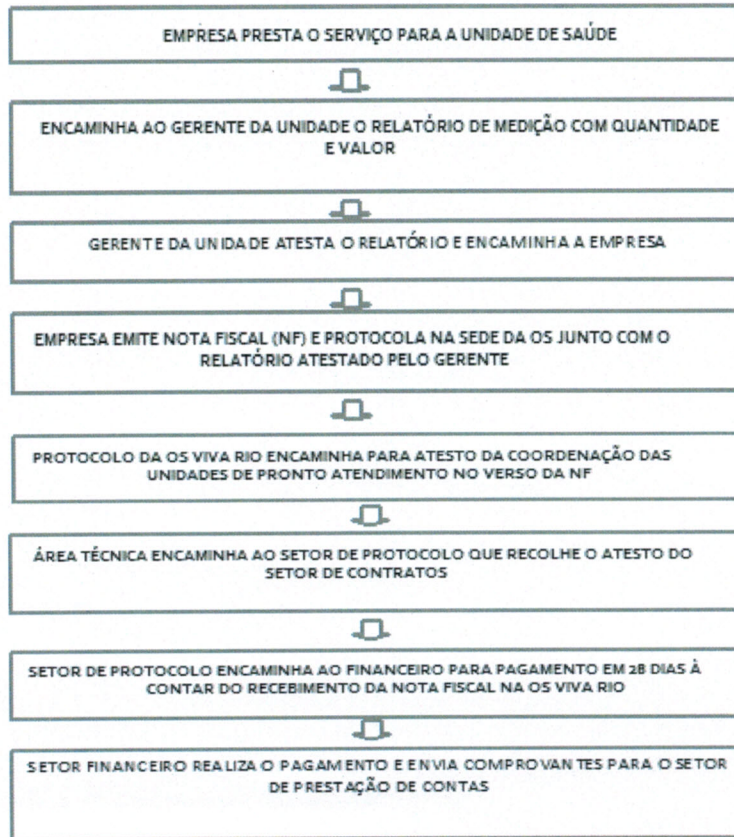 EMPRESA PRESTA O SERVIÇO PARA A UNIDADE DE SAÚDE
ENCAMINHA AO GERENTE DA UNIDADE O RELATÓRIO DE MEDIÇÃO COM QUANTIDADE
E VALOR
GERENTE DA UNIDADE ATESTA O RELATÓRIO E ENCAMINHA A EMPRESA
EMPRESA EMITE NOTA FISCAL (NF) E PROTOCOLA NA SEDE DA OS JUNTO COM O
RELATÓRIO ATESTADO PELO GERENTE
PROTOCOLO DA OS VIVA RIO ENCAMINHA PARA ATESTO DA COORDENAÇÃO DAS
UNIDADES DE PRONTO ATENDIMENTO NO VERSO DA NF
ÁREA TÉCNICA ENCAMINHA AO SETOR DE PROTOCOLO QUE RECOLHE O ATESTO DO
SETOR DE CONTRATOS
SETOR DE PROTOCOLO ENCAMINHA AO FINANCEIRO PARA PAGAMENTO EM 28 DIAS À
CONTAR DO RECEBIMENTO DA NOTA FISCAL NA OS VIVA RIO
SETOR FINANCEIRO REALIZA O PAGAMENTO E ENVIA COMPROVANTES PARA O SETOR
DE PRESTAÇÃO DE CONTAS